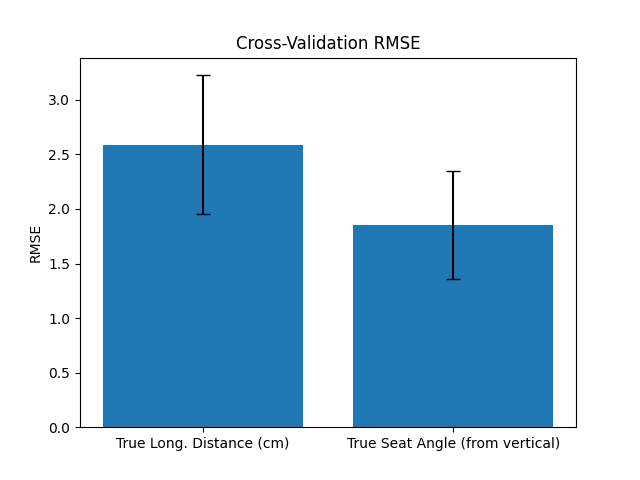 Cross-Validation RMSE
RMSE
3.0
2.5
2.0
1.5
1.0
0.5
0.0
True Long. Distance (cm)
True Seat Angle (from vertical)